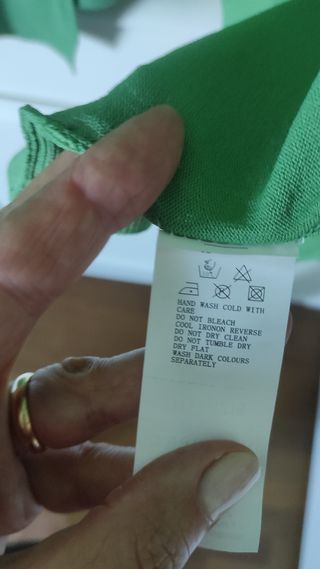 HAND WASH COLD WITH
CARE
DO NOT BLEACH
COOL IRONON REVERSE
DO NOT DRY CLEAN
DO NOT TUMBLE DRY
DRY FLAT
WASH DARK COLOURS
SEPARATELY